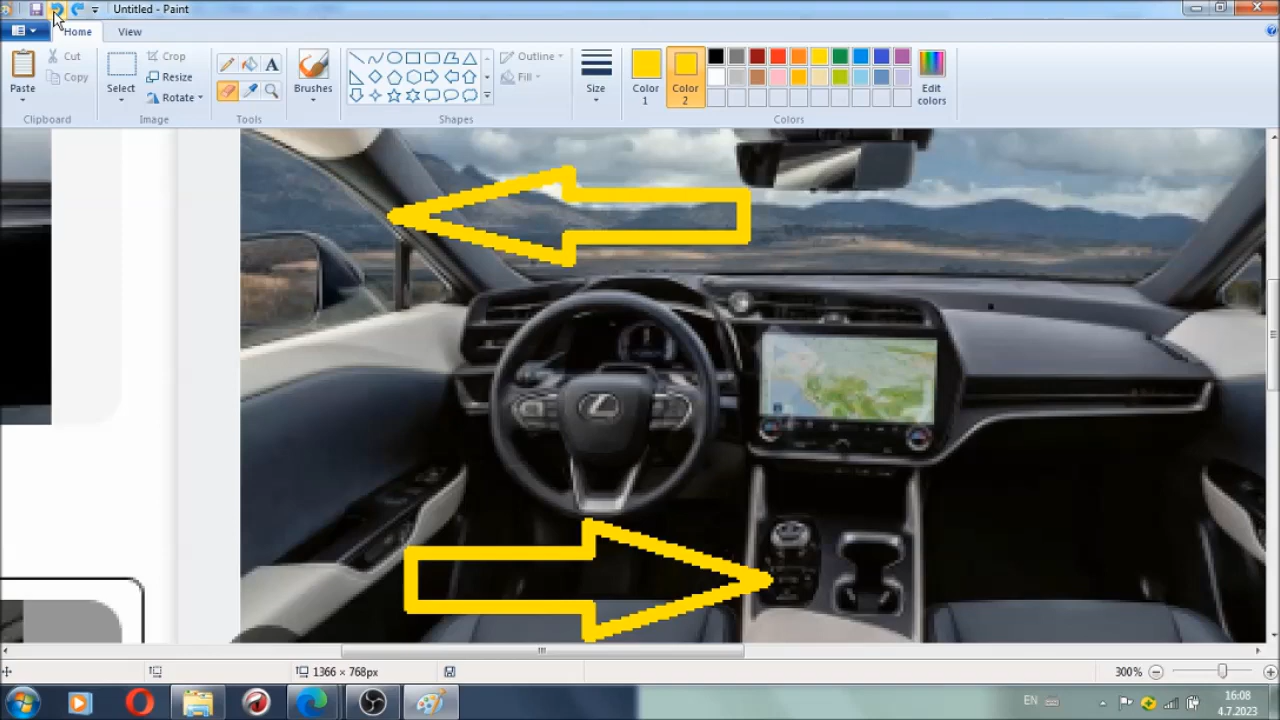 Untitled - Paint
Home
View
Paste
Cut
Copy
Clipboard
Select
Crop
Resize
Rotate
Image
A
Tools
Brushes
Shapes
Outline
Fill
Size
Color
1
Color
2
Edit
colors
Colors
1366 × 768px
300%
EN
16:08
4.7.2023